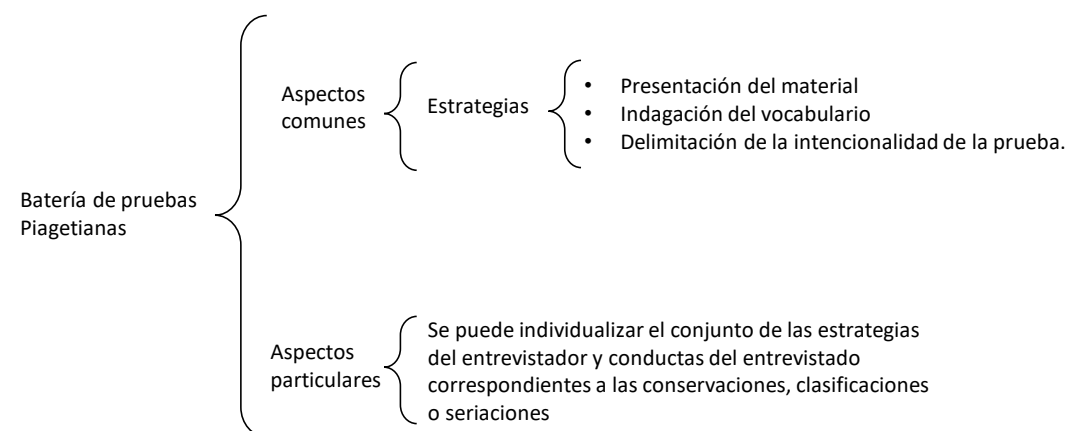 Batería de pruebas
Piagetianas
Aspectos
comunes
Estrategias
• Presentación del material
• Indagación del vocabulario
• Delimitación de la intencionalidad de la prueba.
Aspectos
particulares
Se puede individualizar el conjunto de las estrategias
del entrevistador y conductas del entrevistado
correspondientes a las conservaciones, clasificaciones
o seriaciones